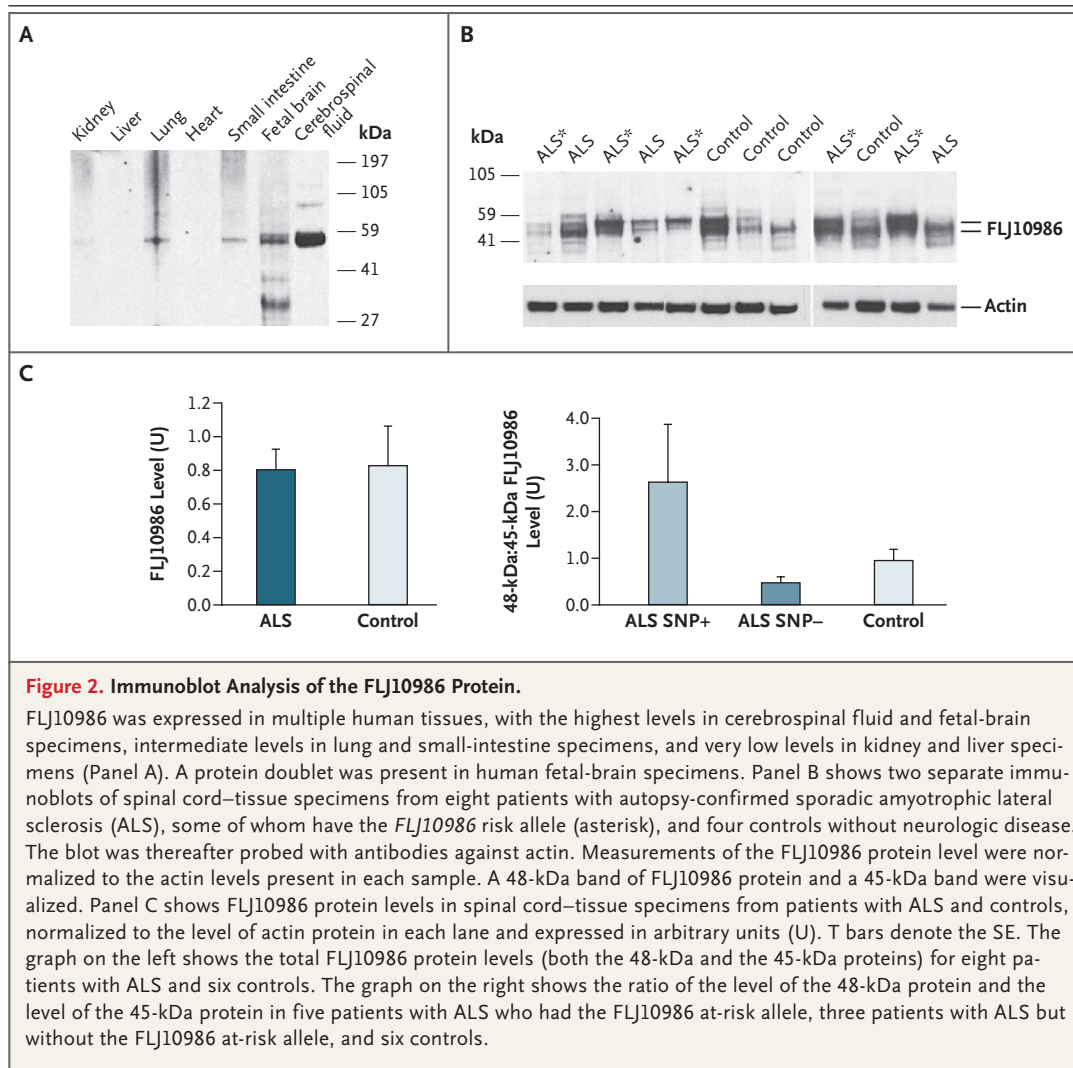 A
Kidney
Liver
Lung
Heart
Small intestine
Fetal brain
Cerebrospinal
fluid
kDa
197
105
59
41
27
B
kDa
ALS*
ALS
ALS*
ALS
ALS*
Control
Control
Control
ALS*
Control
ALS*
ALS
105
59
41
FLJ10986
Actin
C
FLJ10986 Level (U)
1.2
1.0
0.8
0.6
0.4
0.2
0.0
ALS
Control
48-kDa:45-kDa FLJ10986
Level (U)
4.0
3.0
2.0
1.0
0.0
ALS SNP+
ALS SNP–
Control
Figure 2. Immunoblot Analysis of the FLJ10986 Protein.
FLJ10986 was expressed in multiple human tissues, with the highest levels in cerebrospinal fluid and fetal-brain
specimens, intermediate levels in lung and small-intestine specimens, and very low levels in kidney and liver speci-
mens (Panel A). A protein doublet was present in human fetal-brain specimens. Panel B shows two separate immu-
noblots of spinal cord–tissue specimens from eight patients with autopsy-confirmed sporadic amyotrophic lateral
sclerosis (ALS), some of whom have the FLJ10986 risk allele (asterisk), and four controls without neurologic disease.
The blot was thereafter probed with antibodies against actin. Measurements of the FLJ10986 protein level were nor-
malized to the actin levels present in each sample. A 48-kDa band of FLJ10986 protein and a 45-kDa band were visu-
alized. Panel C shows FLJ10986 protein levels in spinal cord–tissue specimens from patients with ALS and controls,
normalized to the level of actin protein in each lane and expressed in arbitrary units (U). T bars denote the SE. The
graph on the left shows the total FLJ10986 protein levels (both the 48-kDa and the 45-kDa proteins) for eight pa-
tients with ALS and six controls. The graph on the right shows the ratio of the level of the 48-kDa protein and the
level of the 45-kDa protein in five patients with ALS who had the FLJ10986 at-risk allele, three patients with ALS but
without the FLJ10986 at-risk allele, and six controls.